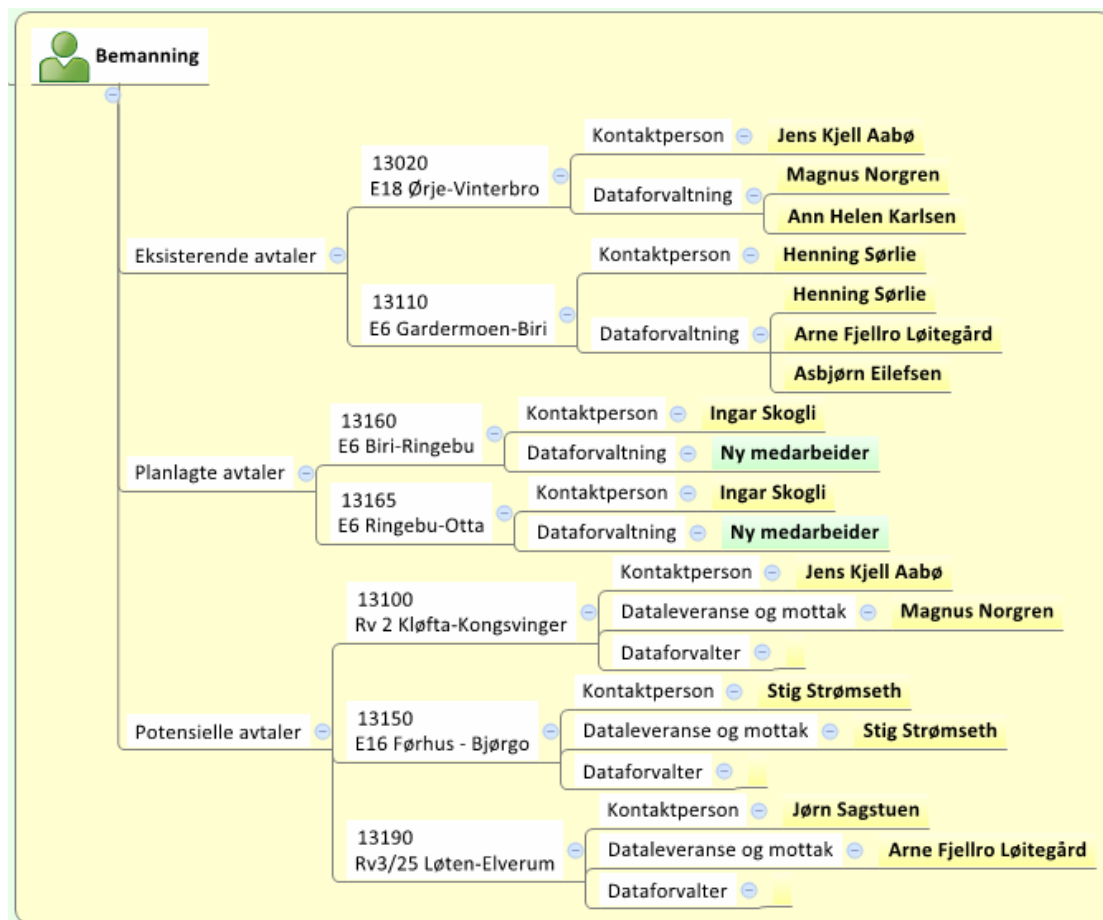 Bemanning
Eksisterende avtaler
13020
E18 Ørje-Vinterbro
Kontaktperson
Jens Kjell Aabø
Dataforvaltning
Magnus Norgren
Ann Helen Karlsen
13110
E6 Gardermoen-Biri
Kontaktperson
Henning Sørlie
Dataforvaltning
Henning Sørlie
Arne Fjellro Løitegård
Asbjørn Eilefsen
Planlagte avtaler
13160
E6 Biri-Ringebu
Kontaktperson
Ingar Skogli
Dataforvaltning
Ny medarbeider
13165
E6 Ringebu-Otta
Kontaktperson
Ingar Skogli
Dataforvaltning
Ny medarbeider
Potensielle avtaler
13100
Rv 2 Kløfta-Kongsvinger
Kontaktperson
Jens Kjell Aabø
Dataleveranse og mottak
Magnus Norgren
Dataforvalter
13150
E16 Førhus - Bjørgo
Kontaktperson
Stig Strømseth
Dataleveranse og mottak
Stig Strømseth
Dataforvalter
13190
Rv3/25 Løten-Elverum
Kontaktperson
Jørn Sagstuen
Dataleveranse og mottak
Arne Fjellro Løitegård
Dataforvalter